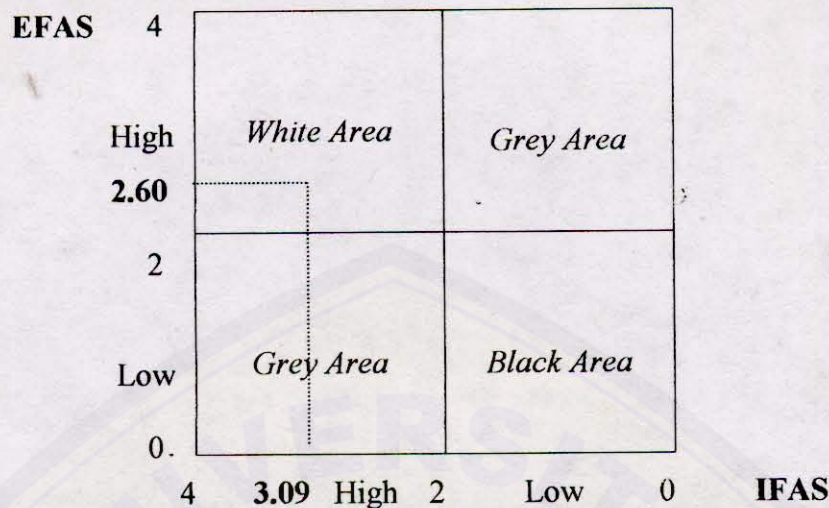 EFAS 4
High White Area Grey Area
2.60
2
Low Grey Area Black Area
0.
4 3.09 High 2 Low 0 IFAS